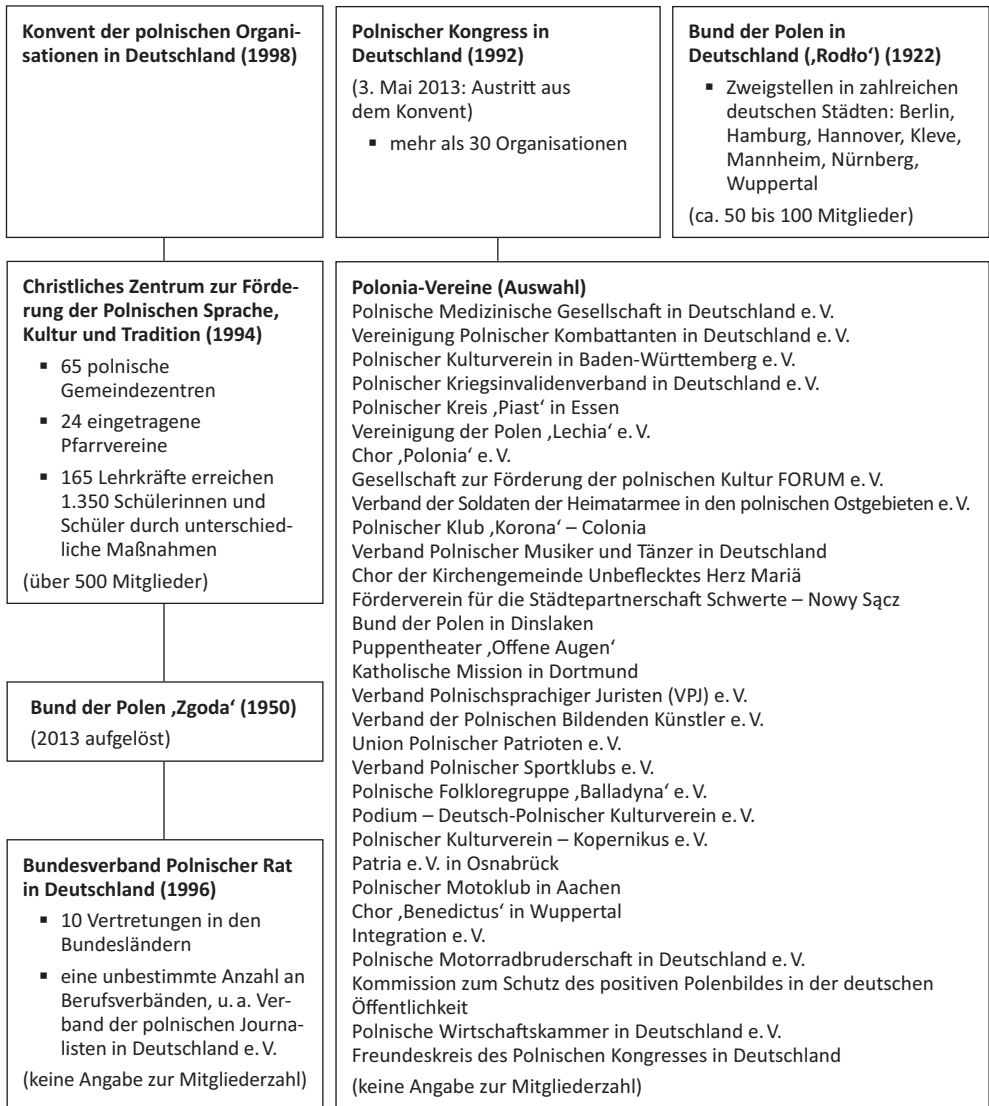 Konvent der polnischen Organi-
sationen in Deutschland (1998)
Polnischer Kongress in
Deutschland (1992)
(3. Mai 2013: Austritt aus
dem Konvent)
▪ mehr als 30 Organisationen
Bund der Polen in
Deutschland (‚Rodło‘) (1922)
▪ Zweigstellen in zahlreichen
deutschen Städten: Berlin,
Hamburg, Hannover, Kleve,
Mannheim, Nürnberg,
Wuppertal
(ca. 50 bis 100 Mitglieder)
Christliches Zentrum zur Förde-
rung der Polnischen Sprache,
Kultur und Tradition (1994)
▪ 65 polnische
Gemeindezentren
▪ 24 eingetragene
Pfarrvereine
▪ 165 Lehrkräfte erreichen
1.350 Schülerinnen und
Schüler durch unterschied-
liche Maßnahmen
(über 500 Mitglieder)
Bund der Polen ‚Zgoda‘ (1950)
(2013 aufgelöst)
Bundesverband Polnischer Rat
in Deutschland (1996)
▪ 10 Vertretungen in den
Bundesländern
▪ eine unbestimmte Anzahl an
Berufsverbänden, u. a. Ver-
band der polnischen Journa-
listen in Deutschland e. V.
(keine Angabe zur Mitgliederzahl)
Polonia-Vereine (Auswahl)
Polnische Medizinische Gesellschaft in Deutschland e. V.
Vereinigung Polnischer Kombattanten in Deutschland e. V.
Polnischer Kulturverein in Baden-Württemberg e. V.
Polnischer Kriegsinvalidenverband in Deutschland e. V.
Polnischer Kreis ‚Piast‘ in Essen
Vereinigung der Polen ‚Lechia‘ e. V.
Chor ‚Polonia‘ e. V.
Gesellschaft zur Förderung der polnischen Kultur FORUM e. V.
Verband der Soldaten der Heimatarmee in den polnischen Ostgebieten e. V.
Polnischer Klub ‚Korona‘ – Colonia
Verband Polnischer Musiker und Tänzer in Deutschland
Chor der Kirchengemeinde Unbeflecktes Herz Mariä
Förderverein für die Städtepartnerschaft Schwerte – Nowy Sącz
Bund der Polen in Dinslaken
Puppentheater ‚Offene Augen‘
Katholische Mission in Dortmund
Verband Polnischsprachiger Juristen (VPJ) e. V.
Verband der Polnischen Bildenden Künstler e. V.
Union Polnischer Patrioten e. V.
Verband Polnischer Sportklubs e. V.
Polnische Folkloregruppe ‚Balladyna‘ e. V.
Podium – Deutsch-Polnischer Kulturverein e. V.
Polnischer Kulturverein – Kopernikus e. V.
Patria e. V. in Osnabrück
Polnischer Motoklub in Aachen
Chor ‚Benedictus‘ in Wuppertal
Integration e. V.
Polnische Motorradbruderschaft in Deutschland e. V.
Kommission zum Schutz des positiven Polenbildes in der deutschen
Öffentlichkeit
Polnische Wirtschaftskammer in Deutschland e. V.
Freundeskreis des Polnischen Kongresses in Deutschland
(keine Angabe zur Mitgliederzahl)